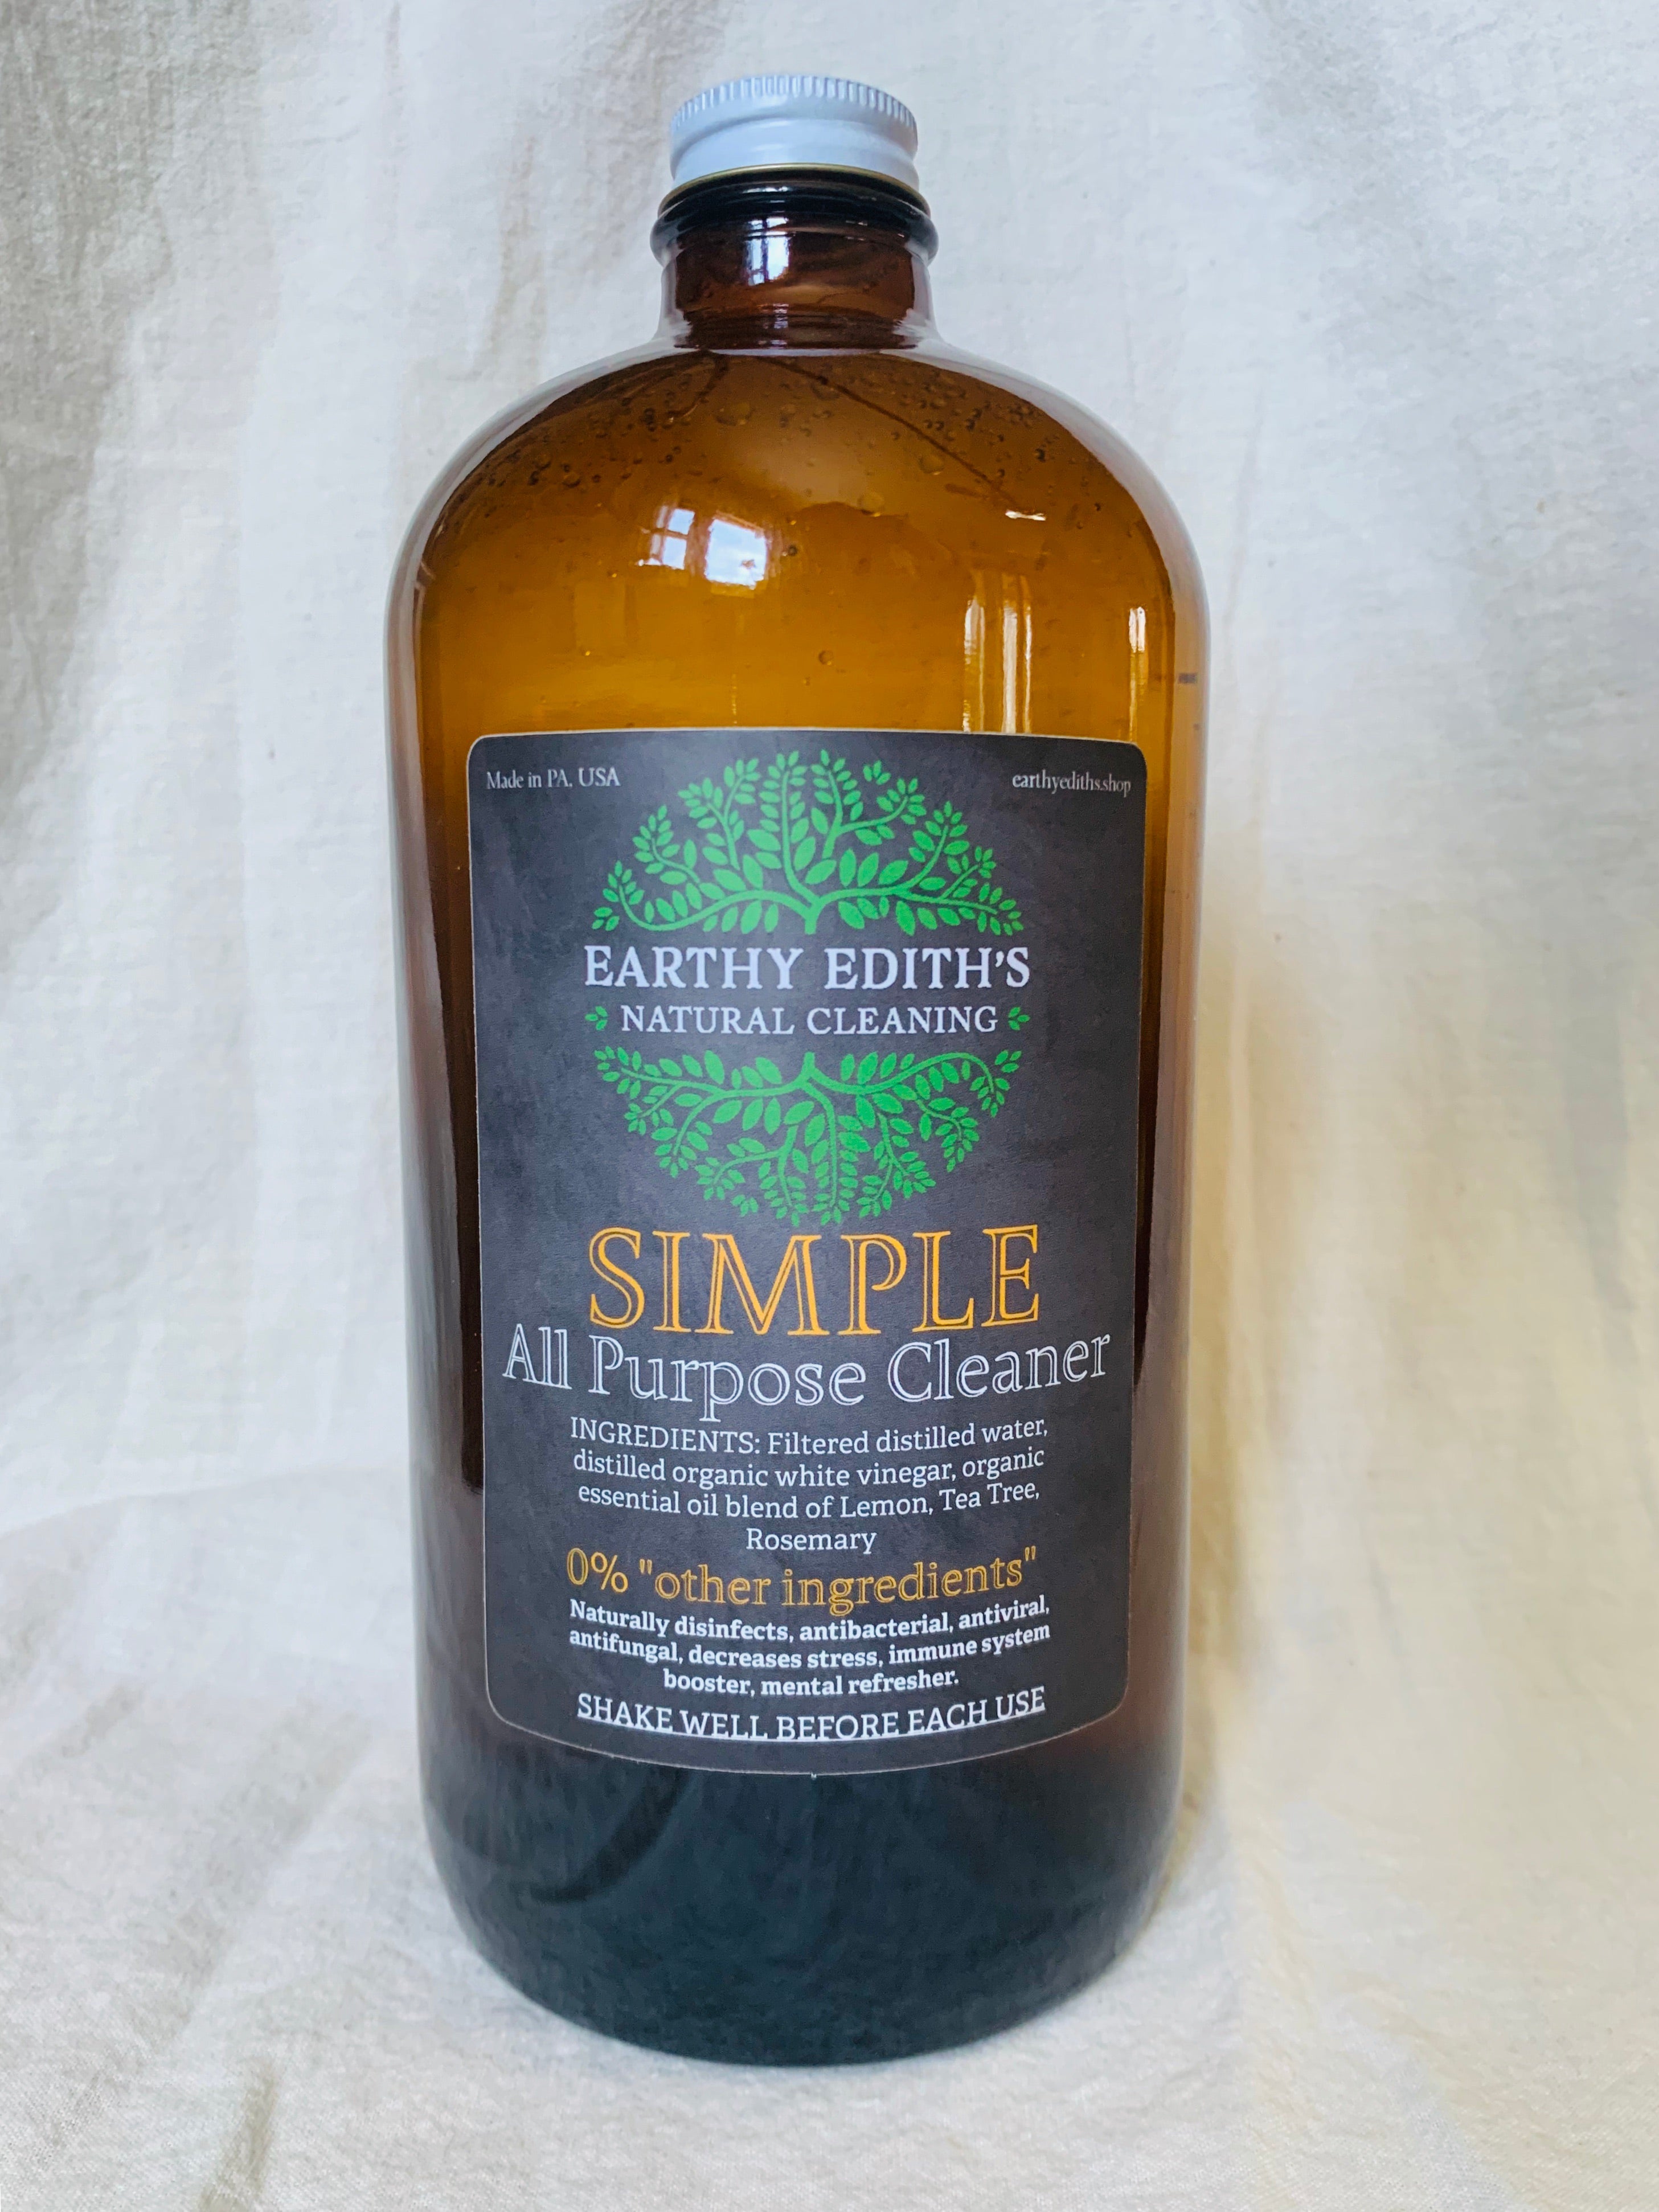 Made in PA, USA
earthyediths.shop
EARTHY EDITH'S
NATURAL CLEANING
SIMPLE
All Purpose Cleaner
INGREDIENTS: Filtered distilled water,
distilled organic white vinegar, organic
essential oil blend of Lemon, Tea Tree,
Rosemary
0% "other ingredients"
Naturally disinfects, antibacterial, antiviral,
antifungal, decreases stress, immune system
booster, mental refresher.
SHAKE WELL BEFORE EACH USE